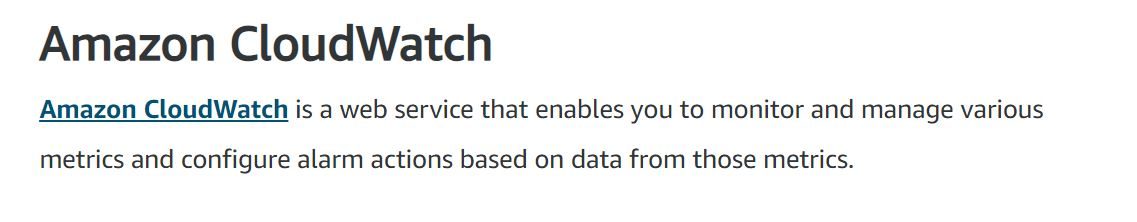 Amazon CloudWatch
Amazon CloudWatch is a web service that enables you to monitor and manage various
metrics and configure alarm actions based on data from those metrics.